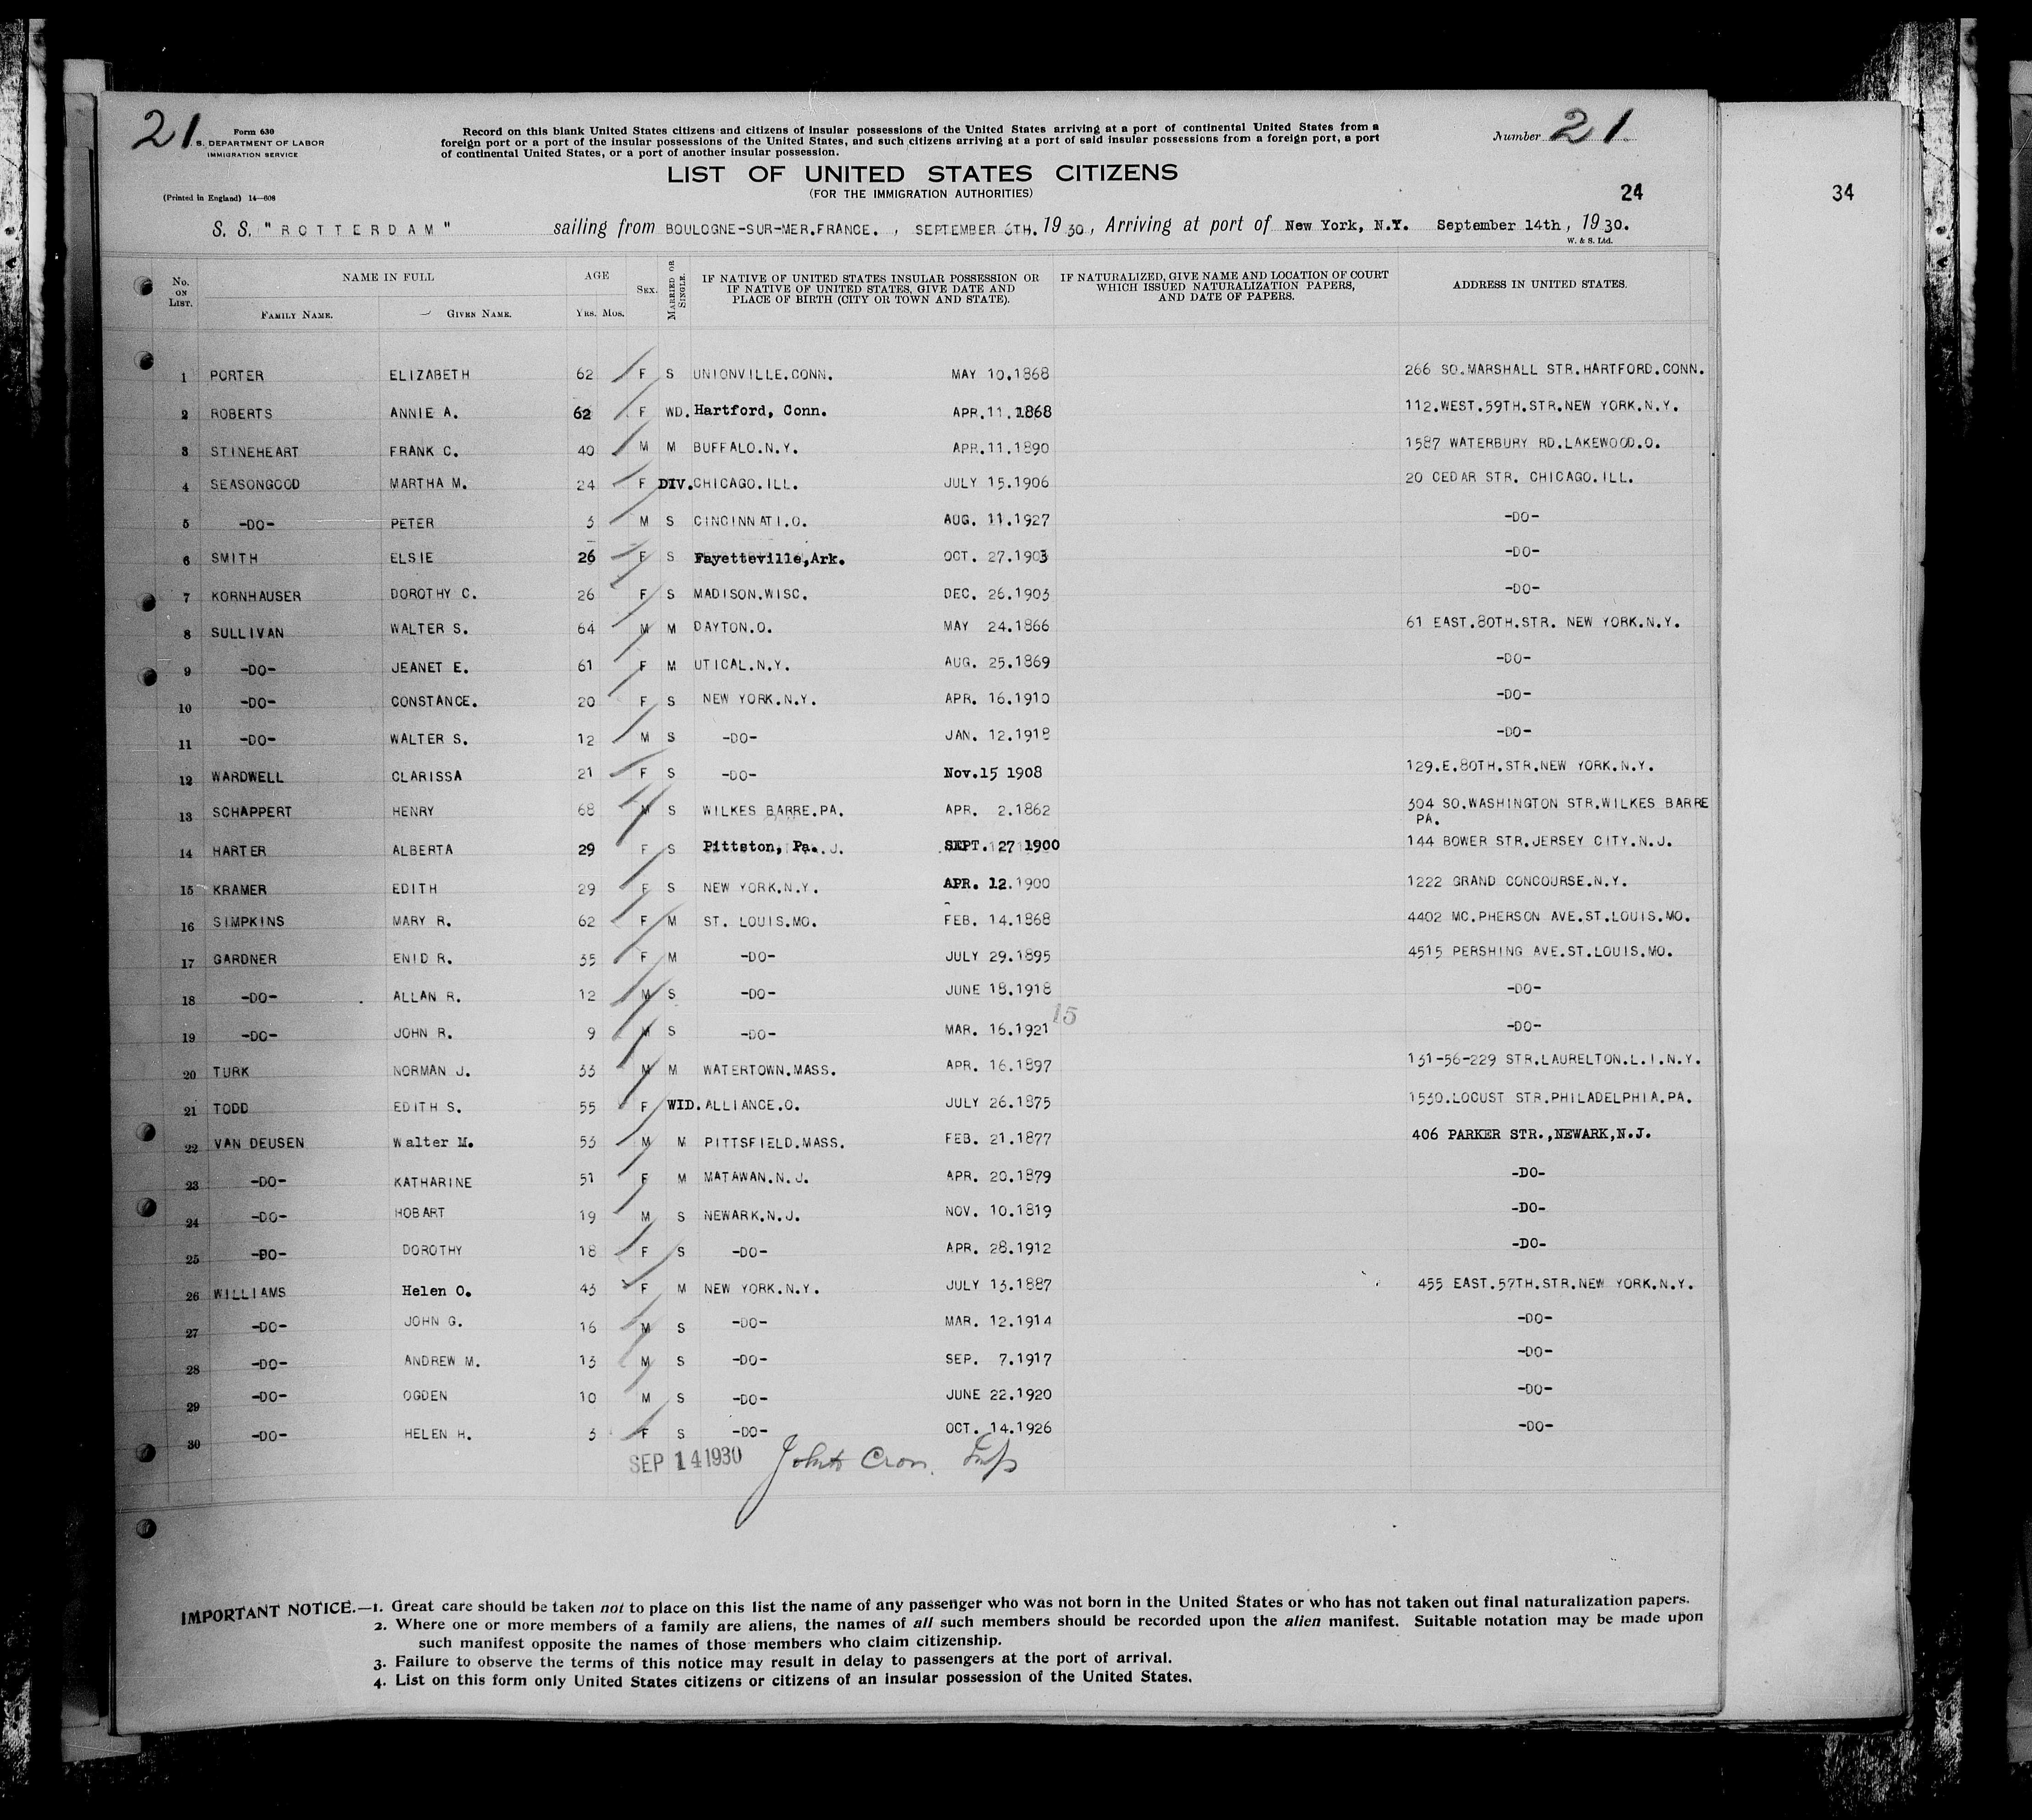 21
Form 630
S. DEPARTMENT OF LABOR
IMMIGRATION SERVICE
(Printed in England) 14—608
Record on this blank United States citizens and citizens of insular possessions of the United States arriving at a port of continental United States from a
foreign port or a port of the insular possessions of the United States, and such citizens arriving at a port of said insular possessions from a foreign port, a port
of continental United States, or a port of another insular possession.
Number 21
LIST OF UNITED STATES CITIZENS
(FOR THE IMMIGRATION AUTHORITIES)
24
34
S. S. "ROTTERDAM" sailing from BOULOGNE-SUR-MER.FRANCE. , SEPTEMBER 6TH. 1930, Arriving at port of New York, N.Y. September 14th, 1930.
W. & S. Ltd.
No. ON LIST. NAME IN FULL FAMILY NAME. GIVEN NAME. AGE YRS. MOS. SEX. MARRIED OR SINGLE. IF NATIVE OF UNITED STATES INSULAR POSSESSION OR IF NATIVE OF UNITED STATES, GIVE DATE AND PLACE OF BIRTH (CITY OR TOWN AND STATE). IF NATURALIZED, GIVE NAME AND LOCATION OF COURT WHICH ISSUED NATURALIZATION PAPERS, AND DATE OF PAPERS. ADDRESS IN UNITED STATES.
1 PORTER ELIZABETH 62 F S UNIONVILLE.CONN. MAY 10.1868 266 SO.MARSHALL STR.HARTFORD.CONN.
2 ROBERTS ANNIE A. 62 F WD. Hartford, Conn. APR.11.1868 112.WEST.59TH.STR.NEW YORK.N.Y.
3 STINEHEART FRANK C. 40 M M BUFFALO.N.Y. APR.11.1890 1587 WATERBURY RD.LAKEWOOD.O.
4 SEASONGOOD MARTHA M. 24 F DIV. CHICAGO.ILL. JULY 15.1906 20 CEDAR STR. CHICAGO.ILL.
5 -DO- PETER 3 M S CINCINNATI.O. AUG. 11.1927 -DO-
6 SMITH ELSIE 26 F S Fayetteville,Ark. OCT. 27.1903 -DO-
7 KORNHAUSER DOROTHY C. 26 F S MADISON.WISC. DEC. 26.1903 -DO-
8 SULLIVAN WALTER S. 64 M M DAYTON.O. MAY 24.1866 61 EAST.80TH.STR. NEW YORK.N.Y.
9 -DO- JEANET E. 61 F M UTICAL.N.Y. AUG. 25.1869 -DO-
10 -DO- CONSTANCE. 20 F S NEW YORK.N.Y. APR. 16.1910 -DO-
11 -DO- WALTER S. 12 M S -DO- JAN. 12.1918 -DO-
12 WARDWELL CLARISSA 21 F S -DO- Nov.15 1908 129.E.80TH.STR.NEW YORK.N.Y.
13 SCHAPPERT HENRY 68 M S WILKES BARRE.PA. APR. 2.1862 304 SO.WASHINGTON STR.WILKES BARRE
PA.
14 HARTER ALBERTA 29 F S Pittston, Pa. SEPT. 27 1900 144 BOWER STR.JERSEY CITY.N.J.
15 KRAMER EDITH 29 F S NEW YORK.N.Y. APR. 12.1900 1222 GRAND CONCOURSE.N.Y.
16 SIMPKINS MARY R. 62 F M ST. LOUIS.MO. FEB. 14.1868 4402 MC.PHERSON AVE.ST.LOUIS.MO.
17 GARDNER ENID R. 35 F M -DO- JULY 29.1895 4515 PERSHING AVE.ST.LOUIS.MO.
18 -DO- ALLAN R. 12 M S -DO- JUNE 18.1918 -DO-
19 -DO- JOHN R. 9 M S -DO- MAR. 16.1921 15 -DO-
20 TURK NORMAN J. 33 M M WATERTOWN.MASS. APR. 16.1897 131-56-229 STR.LAURELTON.L.I.N.Y.
21 TODD EDITH S. 55 F WID. ALLIANCE.O. JULY 26.1875 1530.LOCUST STR.PHILADELPHIA.PA.
22 VAN DEUSEN Walter M. 53 M M PITTSFIELD.MASS. FEB. 21.1877 406 PARKER STR.,NEWARK,N.J.
23 -DO- KATHARINE 51 F M MATAWAN.N.J. APR. 20.1879 -DO-
24 -DO- HOBART 19 M S NEWARK.N.J. NOV. 10.1819 -DO-
25 -DO- DOROTHY 18 F S -DO- APR. 28.1912 -DO-
26 WILLIAMS Helen O. 43 F M NEW YORK.N.Y. JULY 13.1887 455 EAST.57TH.STR.NEW YORK.N.Y.
27 -DO- JOHN G. 16 M S -DO- MAR. 12.1914 -DO-
28 -DO- ANDREW M. 13 M S -DO- SEP. 7.1917 -DO-
29 -DO- OGDEN 10 M S -DO- JUNE 22.1920 -DO-
30 -DO- HELEN H. 3 F S -DO- OCT. 14.1926 -DO-
SEP 14 1930
IMPORTANT NOTICE.—1. Great care should be taken not to place on this list the name of any passenger who was not born in the United States or who has not taken out final naturalization papers.
2. Where one or more members of a family are aliens, the names of all such members should be recorded upon the alien manifest. Suitable notation may be made upon
such manifest opposite the names of those members who claim citizenship.
3. Failure to observe the terms of this notice may result in delay to passengers at the port of arrival.
4. List on this form only United States citizens or citizens of an insular possession of the United States.